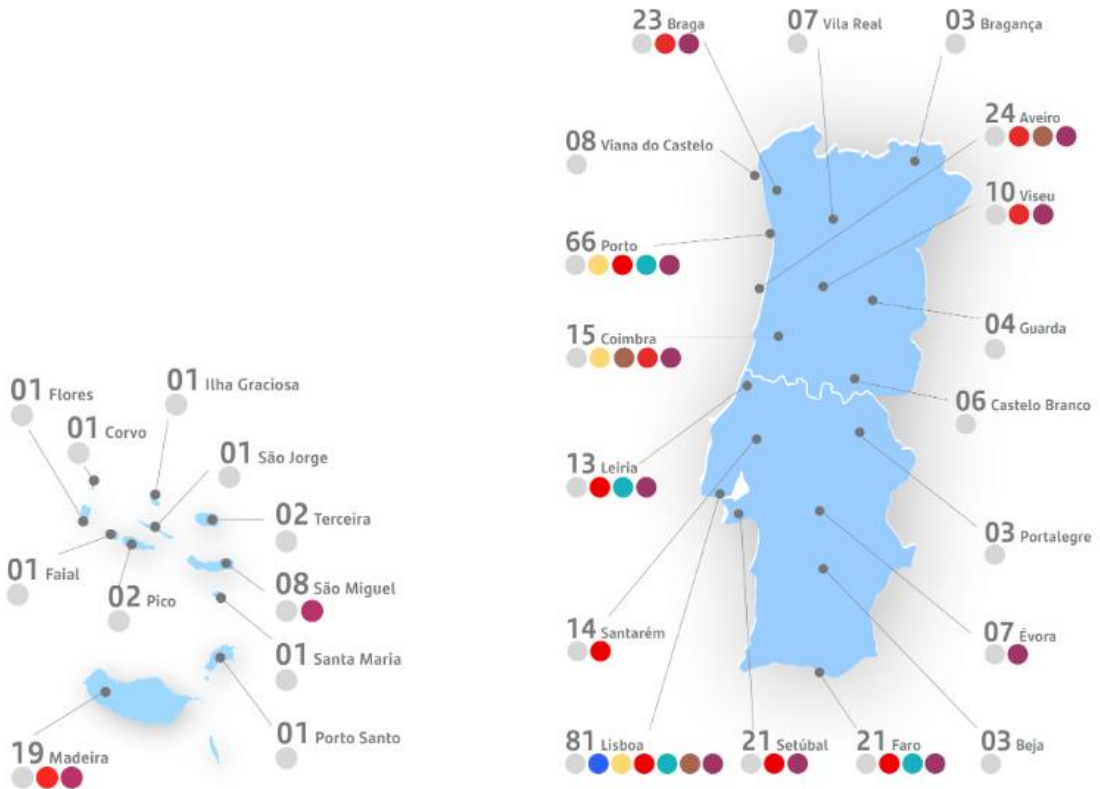 23 Braga
07 Vila Real
03 Bragança
24 Aveiro
08 Viana do Castelo
10 Viseu
66 Porto
04 Guarda
15 Coimbra
01 Flores
01 Ilha Graciosa
06 Castelo Branco
01 Corvo
01 São Jorge
13 Leiria
02 Terceira
03 Portalegre
01 Faial
02 Pico
08 São Miguel
14 Santarém
07 Évora
01 Santa Maria
01 Porto Santo
19 Madeira
81 Lisboa
21 Setúbal
21 Faro
03 Beja